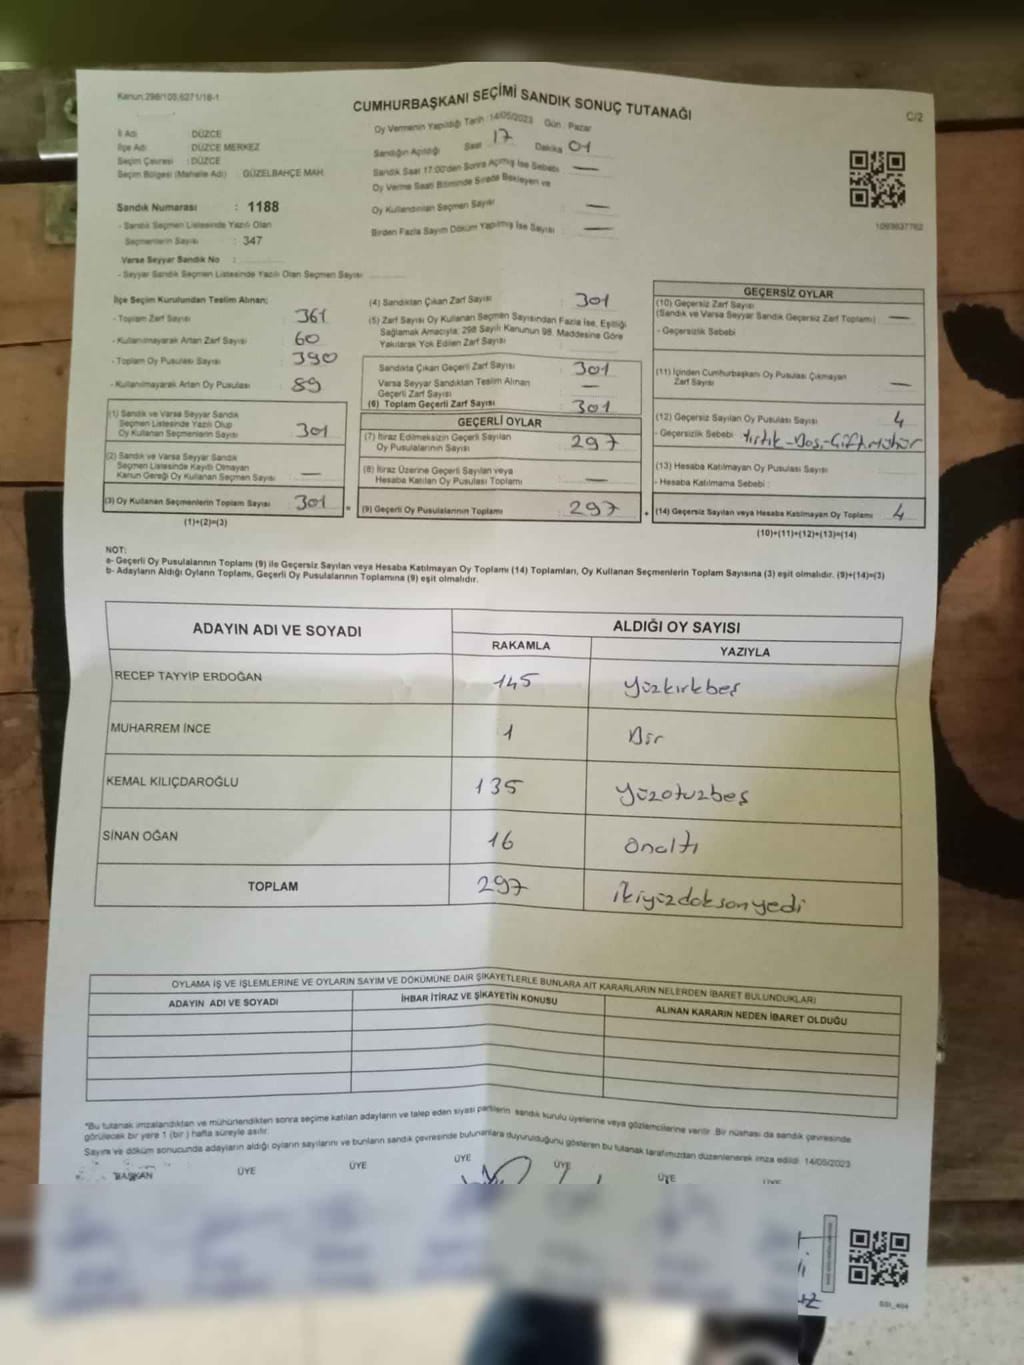 Kanun:298/105,6271/18-1
CUMHURBAŞKANI SEÇİMİ SANDIK SONUÇ TUTANAĞI
C/2
İl Adı : DÜZCE
İlçe Adı : DÜZCE MERKEZ
Seçim Çevresi : DÜZCE
Seçim Bölgesi (Mahalle Adı) GÜZELBAHÇE MAH.
Oy Vermenin Yapıldığı Tarih :14/05/2023 Gün : Pazar
Sandığın Açıldığı Saat : 17 Dakika 01
Sandık Saat 17:00'den Sonra Açılmış İse Sebebi —
Oy Verme Saati Bitiminde Sırada Bekleyen ve
Oy Kullandırılan Seçmen Sayısı —
Birden Fazla Sayım Döküm Yapılmış İse Sayısı : —
1093637762
Sandık Numarası : 1188
- Sandık Seçmen Listesinde Yazılı Olan
Seçmenlerin Sayısı : 347
Varsa Seyyar Sandık No :
- Seyyar Sandık Seçmen Listesinde Yazılı Olan Seçmen Sayısı
İlçe Seçim Kurulundan Teslim Alınan;
- Toplam Zarf Sayısı : 361
- Kullanılmayarak Artan Zarf Sayısı : 60
- Toplam Oy Pusulası Sayısı : 390
- Kullanılmayarak Artan Oy Pusulası : 89
(1) Sandık ve Varsa Seyyar Sandık
Seçmen Listesinde Yazılı Olup
Oy Kullanan Seçmenlerin Sayısı : 301
(2) Sandık ve Varsa Seyyar Sandık
Seçmen Listesinde Kayıtlı Olmayan
Kanun Gereği Oy Kullanan Seçmen Sayısı : —
(3) Oy Kullanan Seçmenlerin Toplam Sayısı : 301
(1)+(2)=(3)
(4) Sandıktan Çıkan Zarf Sayısı : 301
(5) Zarf Sayısı Oy Kullanan Seçmen Sayısından Fazla İse, Eşitliği
Sağlamak Amacıyla; 298 Sayılı Kanunun 98. Maddesine Göre
Yakılarak Yok Edilen Zarf Sayısı :
Sandıkta Çıkan Geçerli Zarf Sayısı : 301
Varsa Seyyar Sandıktan Teslim Alınan
Geçerli Zarf Sayısı : —
(6) Toplam Geçerli Zarf Sayısı : 301
GEÇERLİ OYLAR
(7) İtiraz Edilmeksizin Geçerli Sayılan
Oy Pusulalarının Sayısı : 297
(8) İtiraz Üzerine Geçerli Sayılan veya
Hesaba Katılan Oy Pusulası Toplamı : —
= (9) Geçerli Oy Pusulalarının Toplamı : 297
GEÇERSİZ OYLAR
(10) Geçersiz Zarf Sayısı
(Sandık ve Varsa Seyyar Sandık Geçersiz Zarf Toplamı) : —
- Geçersizlik Sebebi
(11) İçinden Cumhurbaşkanı Oy Pusulası Çıkmayan
Zarf Sayısı : —
(12) Geçersiz Sayılan Oy Pusulası Sayısı : 4
- Geçersizlik Sebebi : Yırtık-Boş-Çift Mühür
(13) Hesaba Katılmayan Oy Pusulası Sayısı :
- Hesaba Katılmama Sebebi :
+ (14) Geçersiz Sayılan veya Hesaba Katılmayan Oy Toplamı : 4
(10)+(11)+(12)+(13)=(14)
NOT:
a- Geçerli Oy Pusulalarının Toplamı (9) ile Geçersiz Sayılan veya Hesaba Katılmayan Oy Toplamı (14) Toplamları, Oy Kullanan Seçmenlerin Toplam Sayısına (3) eşit olmalıdır. (9)+(14)=(3)
b- Adayların Aldığı Oyların Toplamı, Geçerli Oy Pusulalarının Toplamına (9) eşit olmalıdır.
ADAYIN ADI VE SOYADI ALDIĞI OY SAYISI
RAKAMLA YAZIYLA
RECEP TAYYİP ERDOĞAN 145 yüzkırkbeş
MUHARREM İNCE 1 Bir
KEMAL KILIÇDAROĞLU 135 yüzotuzbeş
SİNAN OĞAN 16 onaltı
TOPLAM 297 ikiyüzdoksanyedi
OYLAMA İŞ VE İŞLEMLERİNE VE OYLARIN SAYIM VE DÖKÜMÜNE DAİR ŞİKAYETLERLE BUNLARA AİT KARARLARIN NELERDEN İBARET BULUNDUKLARI
ADAYIN ADI VE SOYADI İHBAR İTİRAZ VE ŞİKAYETİN KONUSU ALINAN KARARIN NEDEN İBARET OLDUĞU
*Bu tutanak imzalandıktan ve mühürlendikten sonra seçime katılan adayların ve talep eden siyasi partilerin sandık kurulu üyelerine veya gözlemcilerine verilir. Bir nüshası da sandık çevresinde
görülecek bir yere 1 (bir ) hafta süreyle asılır.
Sayım ve döküm sonucunda adayların aldığı oyların sayılarını ve bunların sandık çevresinde bulunanlara duyurulduğunu gösteren bu tutanak tarafımızdan düzenlenerek imza edildi. 14/05/2023
BAŞKAN ÜYE ÜYE ÜYE ÜYE ÜYE ÜYE